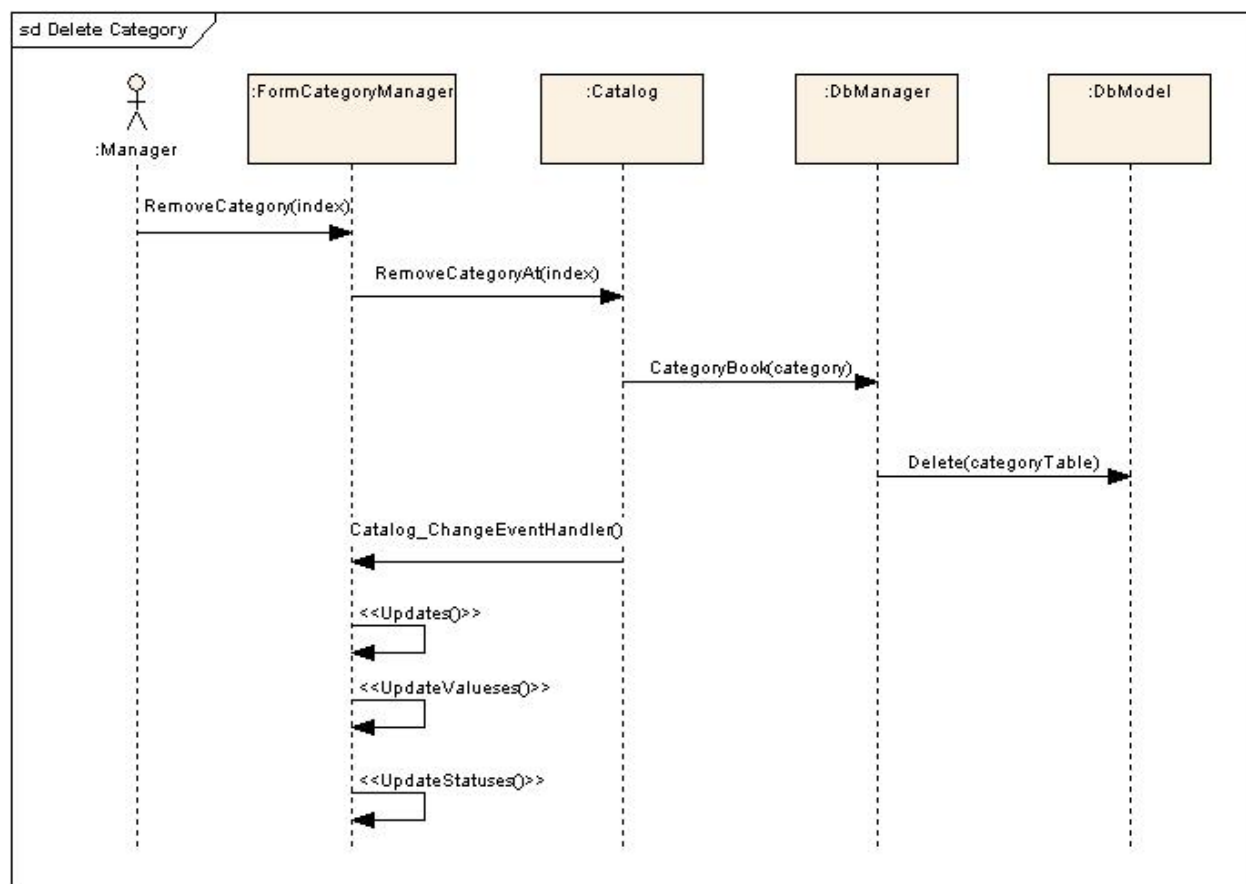 sd Delete Category
:Manager
:FormCategoryManager
:Catalog
:DbManager
:DbModel
RemoveCategory(index)
RemoveCategoryAt(index)
CategoryBook(category)
Delete(categoryTable)
Catalog_ChangeEventHandler()
<<Updates()>>
<<UpdateValueses()>>
<<UpdateStatuses()>>